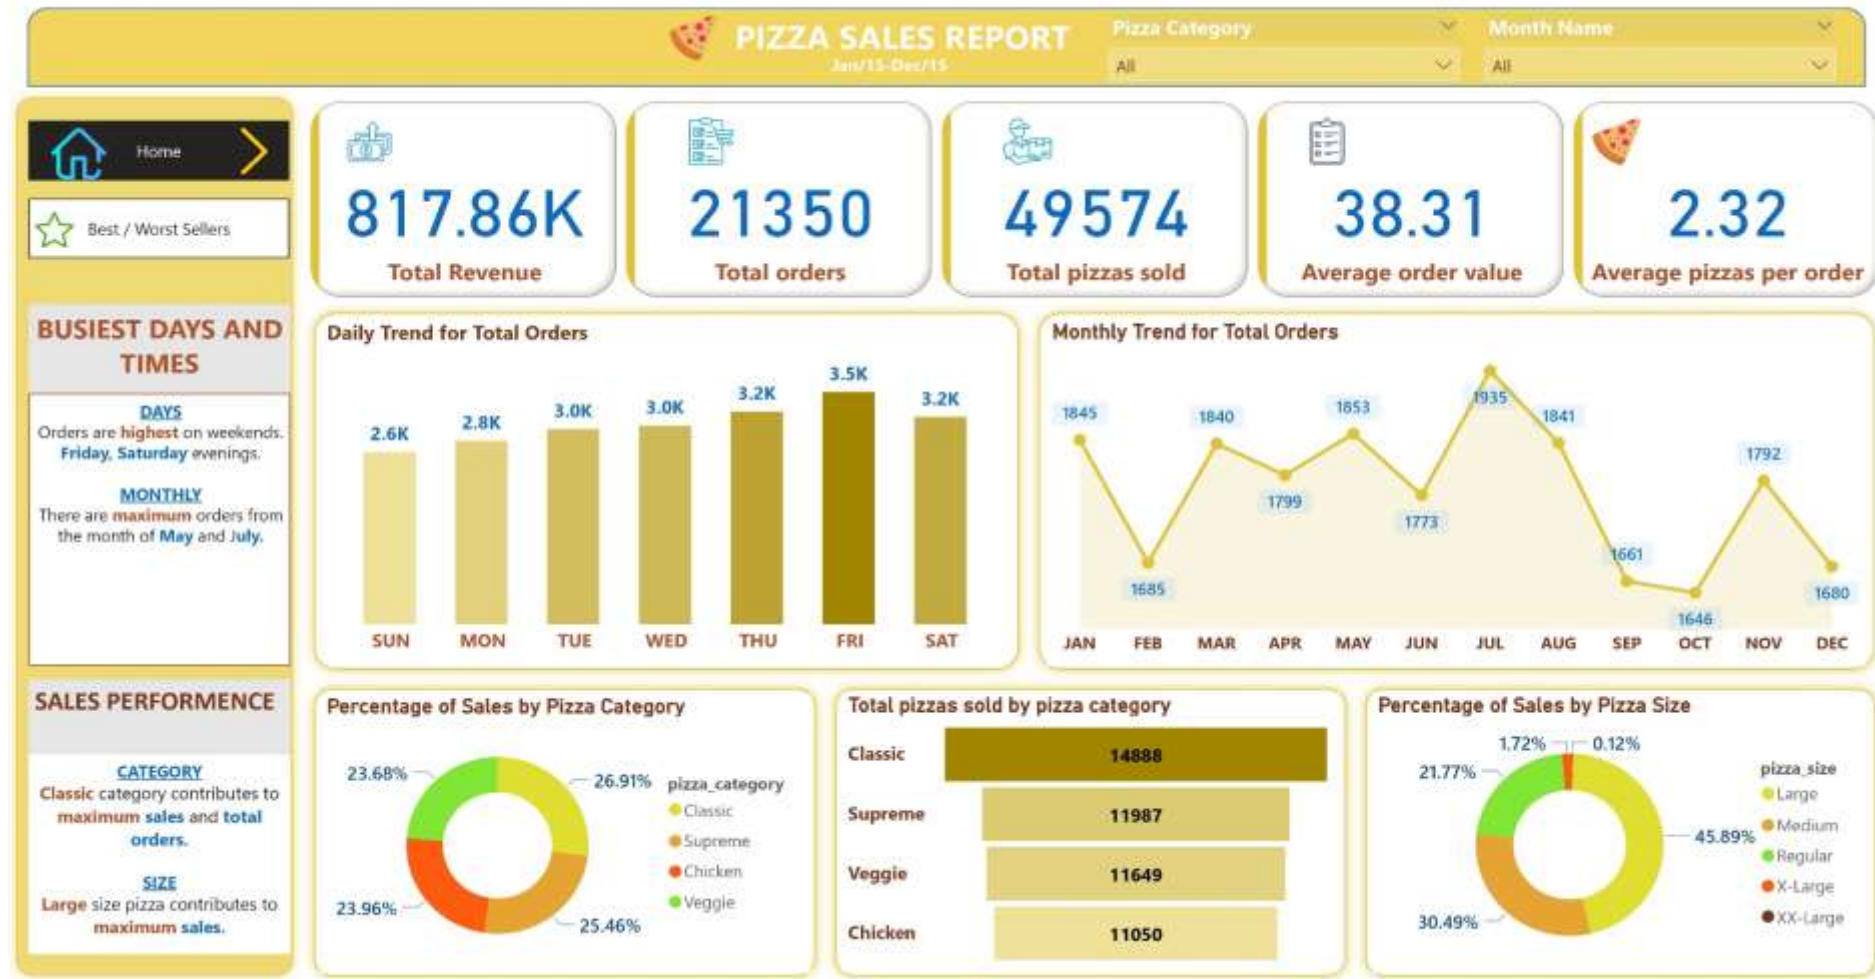 PIZZA SALES REPORT
Jan/15-Dec/15
Pizza Category
All
Month Name
All
Home
Best / Worst Sellers
BUSIEST DAYS AND
TIMES
DAYS
Orders are highest on weekends.
Friday, Saturday evenings.
MONTHLY
There are maximum orders from
the month of May and July.
SALES PERFORMENCE
CATEGORY
Classic category contributes to
maximum sales and total
orders.
SIZE
Large size pizza contributes to
maximum sales.
817.86K
Total Revenue
21350
Total orders
49574
Total pizzas sold
38.31
Average order value
2.32
Average pizzas per order
Daily Trend for Total Orders
2.6K
2.8K
3.0K
3.0K
3.2K
3.5K
3.2K
SUN MON TUE WED THU FRI SAT
Monthly Trend for Total Orders
1845
1685
1840
1799
1853
1773
1935
1841
1661
1646
1792
1680
JAN FEB MAR APR MAY JUN JUL AUG SEP OCT NOV DEC
Percentage of Sales by Pizza Category
23.68%
26.91%
23.96%
25.46%
pizza_category
Classic
Supreme
Chicken
Veggie
Total pizzas sold by pizza category
Classic 14888
Supreme 11987
Veggie 11649
Chicken 11050
Percentage of Sales by Pizza Size
1.72%
0.12%
21.77%
45.89%
30.49%
pizza_size
Large
Medium
Regular
X-Large
XX-Large